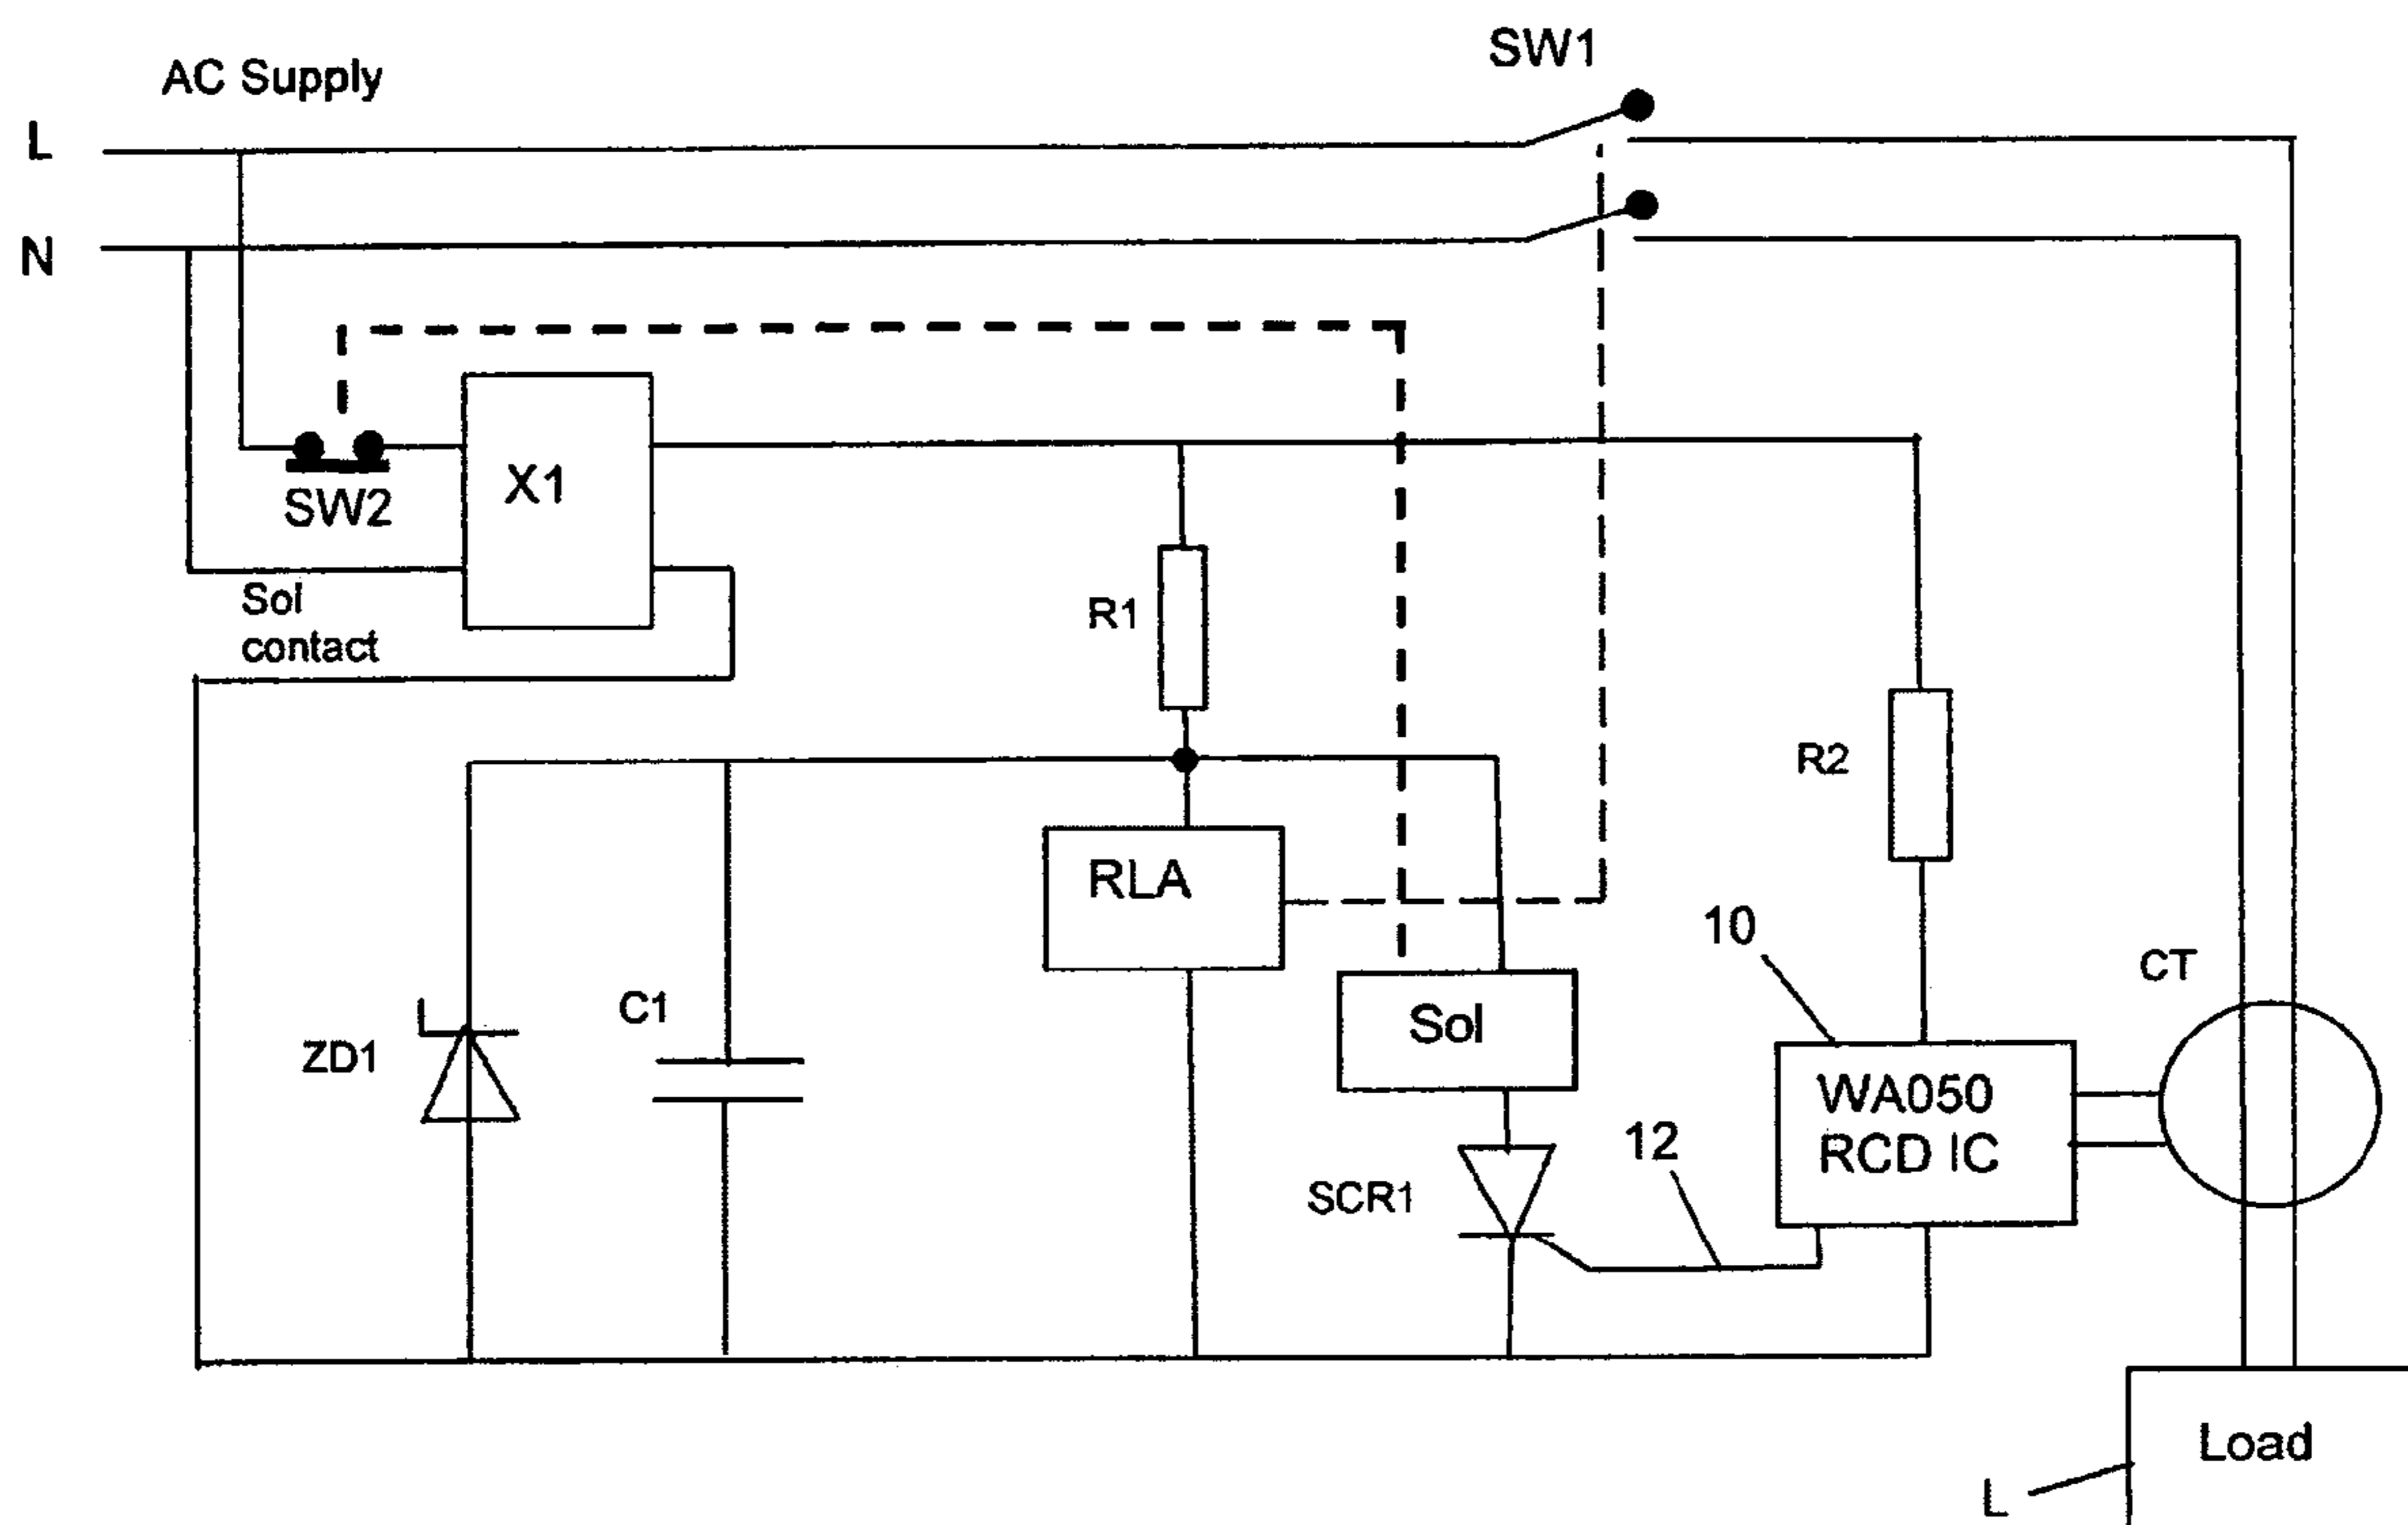 SW1
AC Supply
L
N
X1
SW2
Sol
contact
R1
R2
RLA
10
CT
C1
Sol
ZD1
WA050
RCD IC
12
SCR1
Load
L